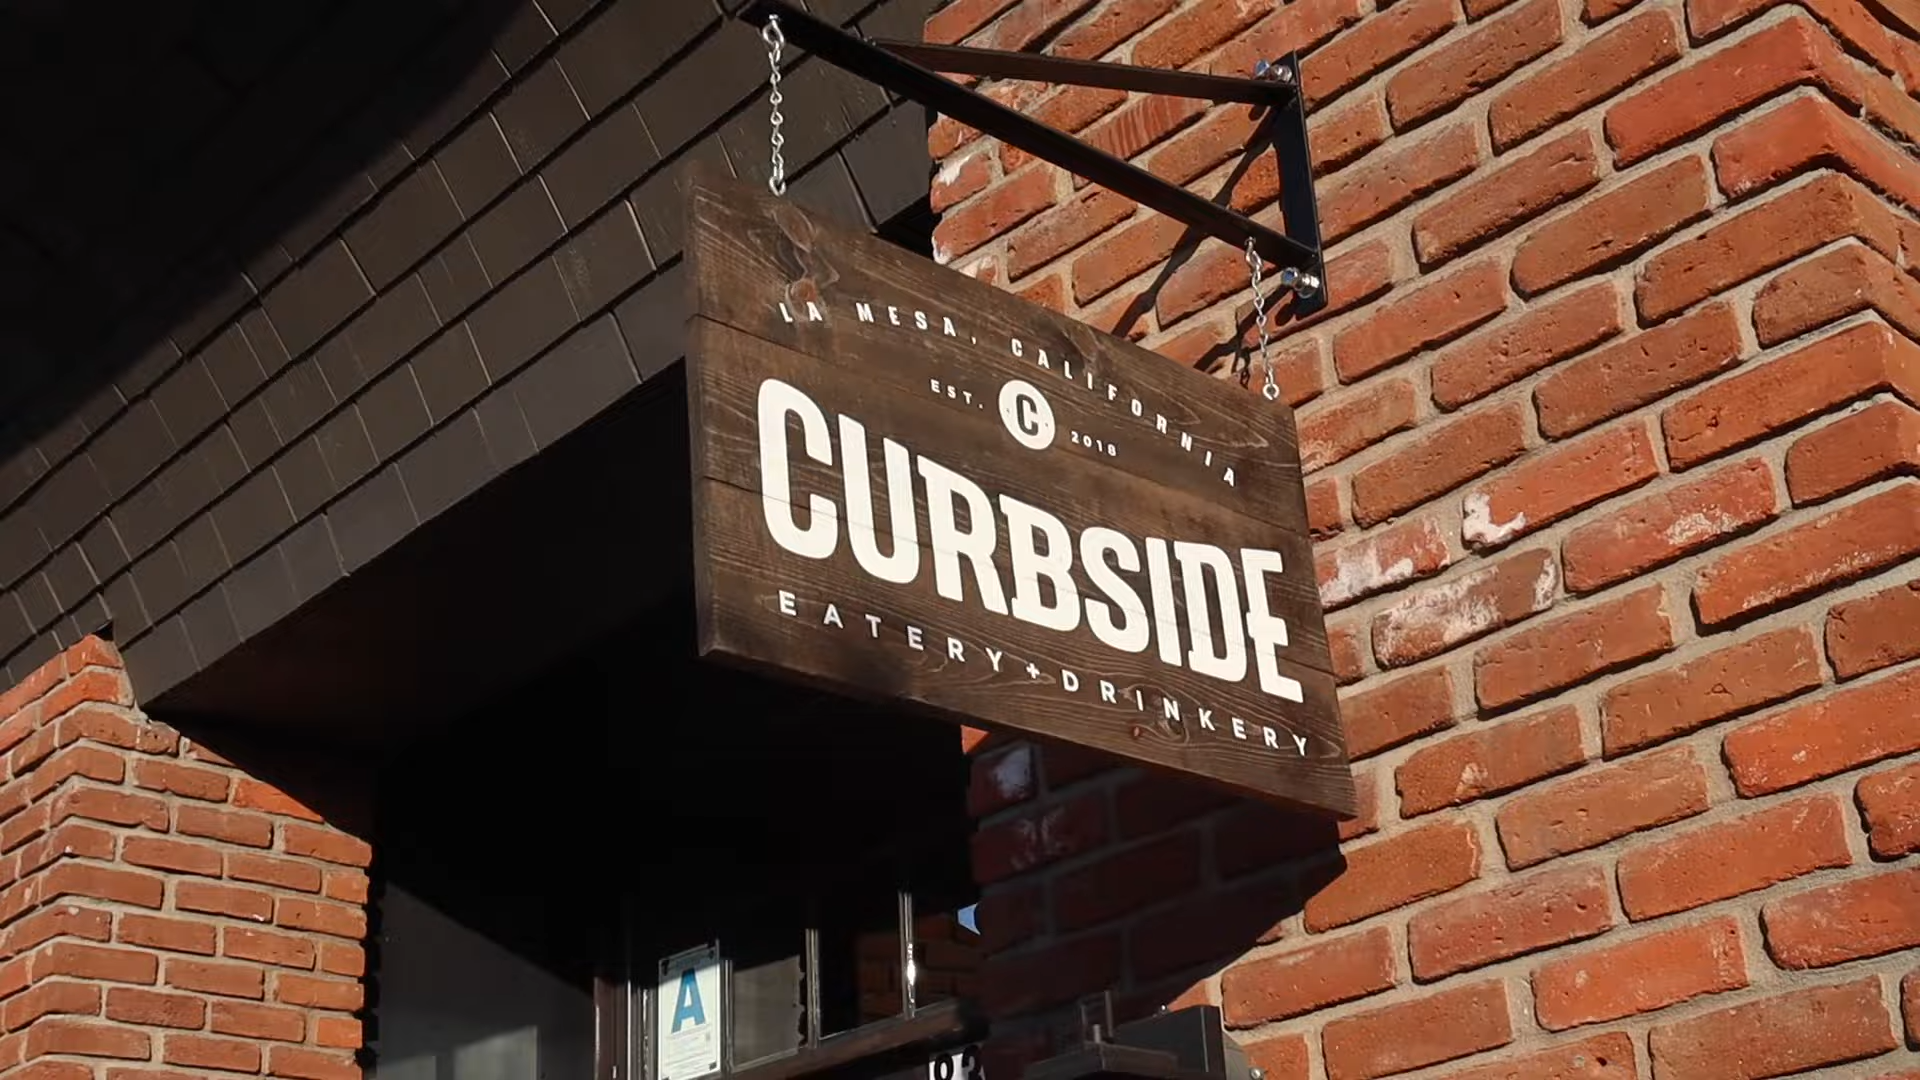 LA MESA, CALIFORNIA
EST. C 2018
CURBSIDE
EATERY+DRINKERY
A